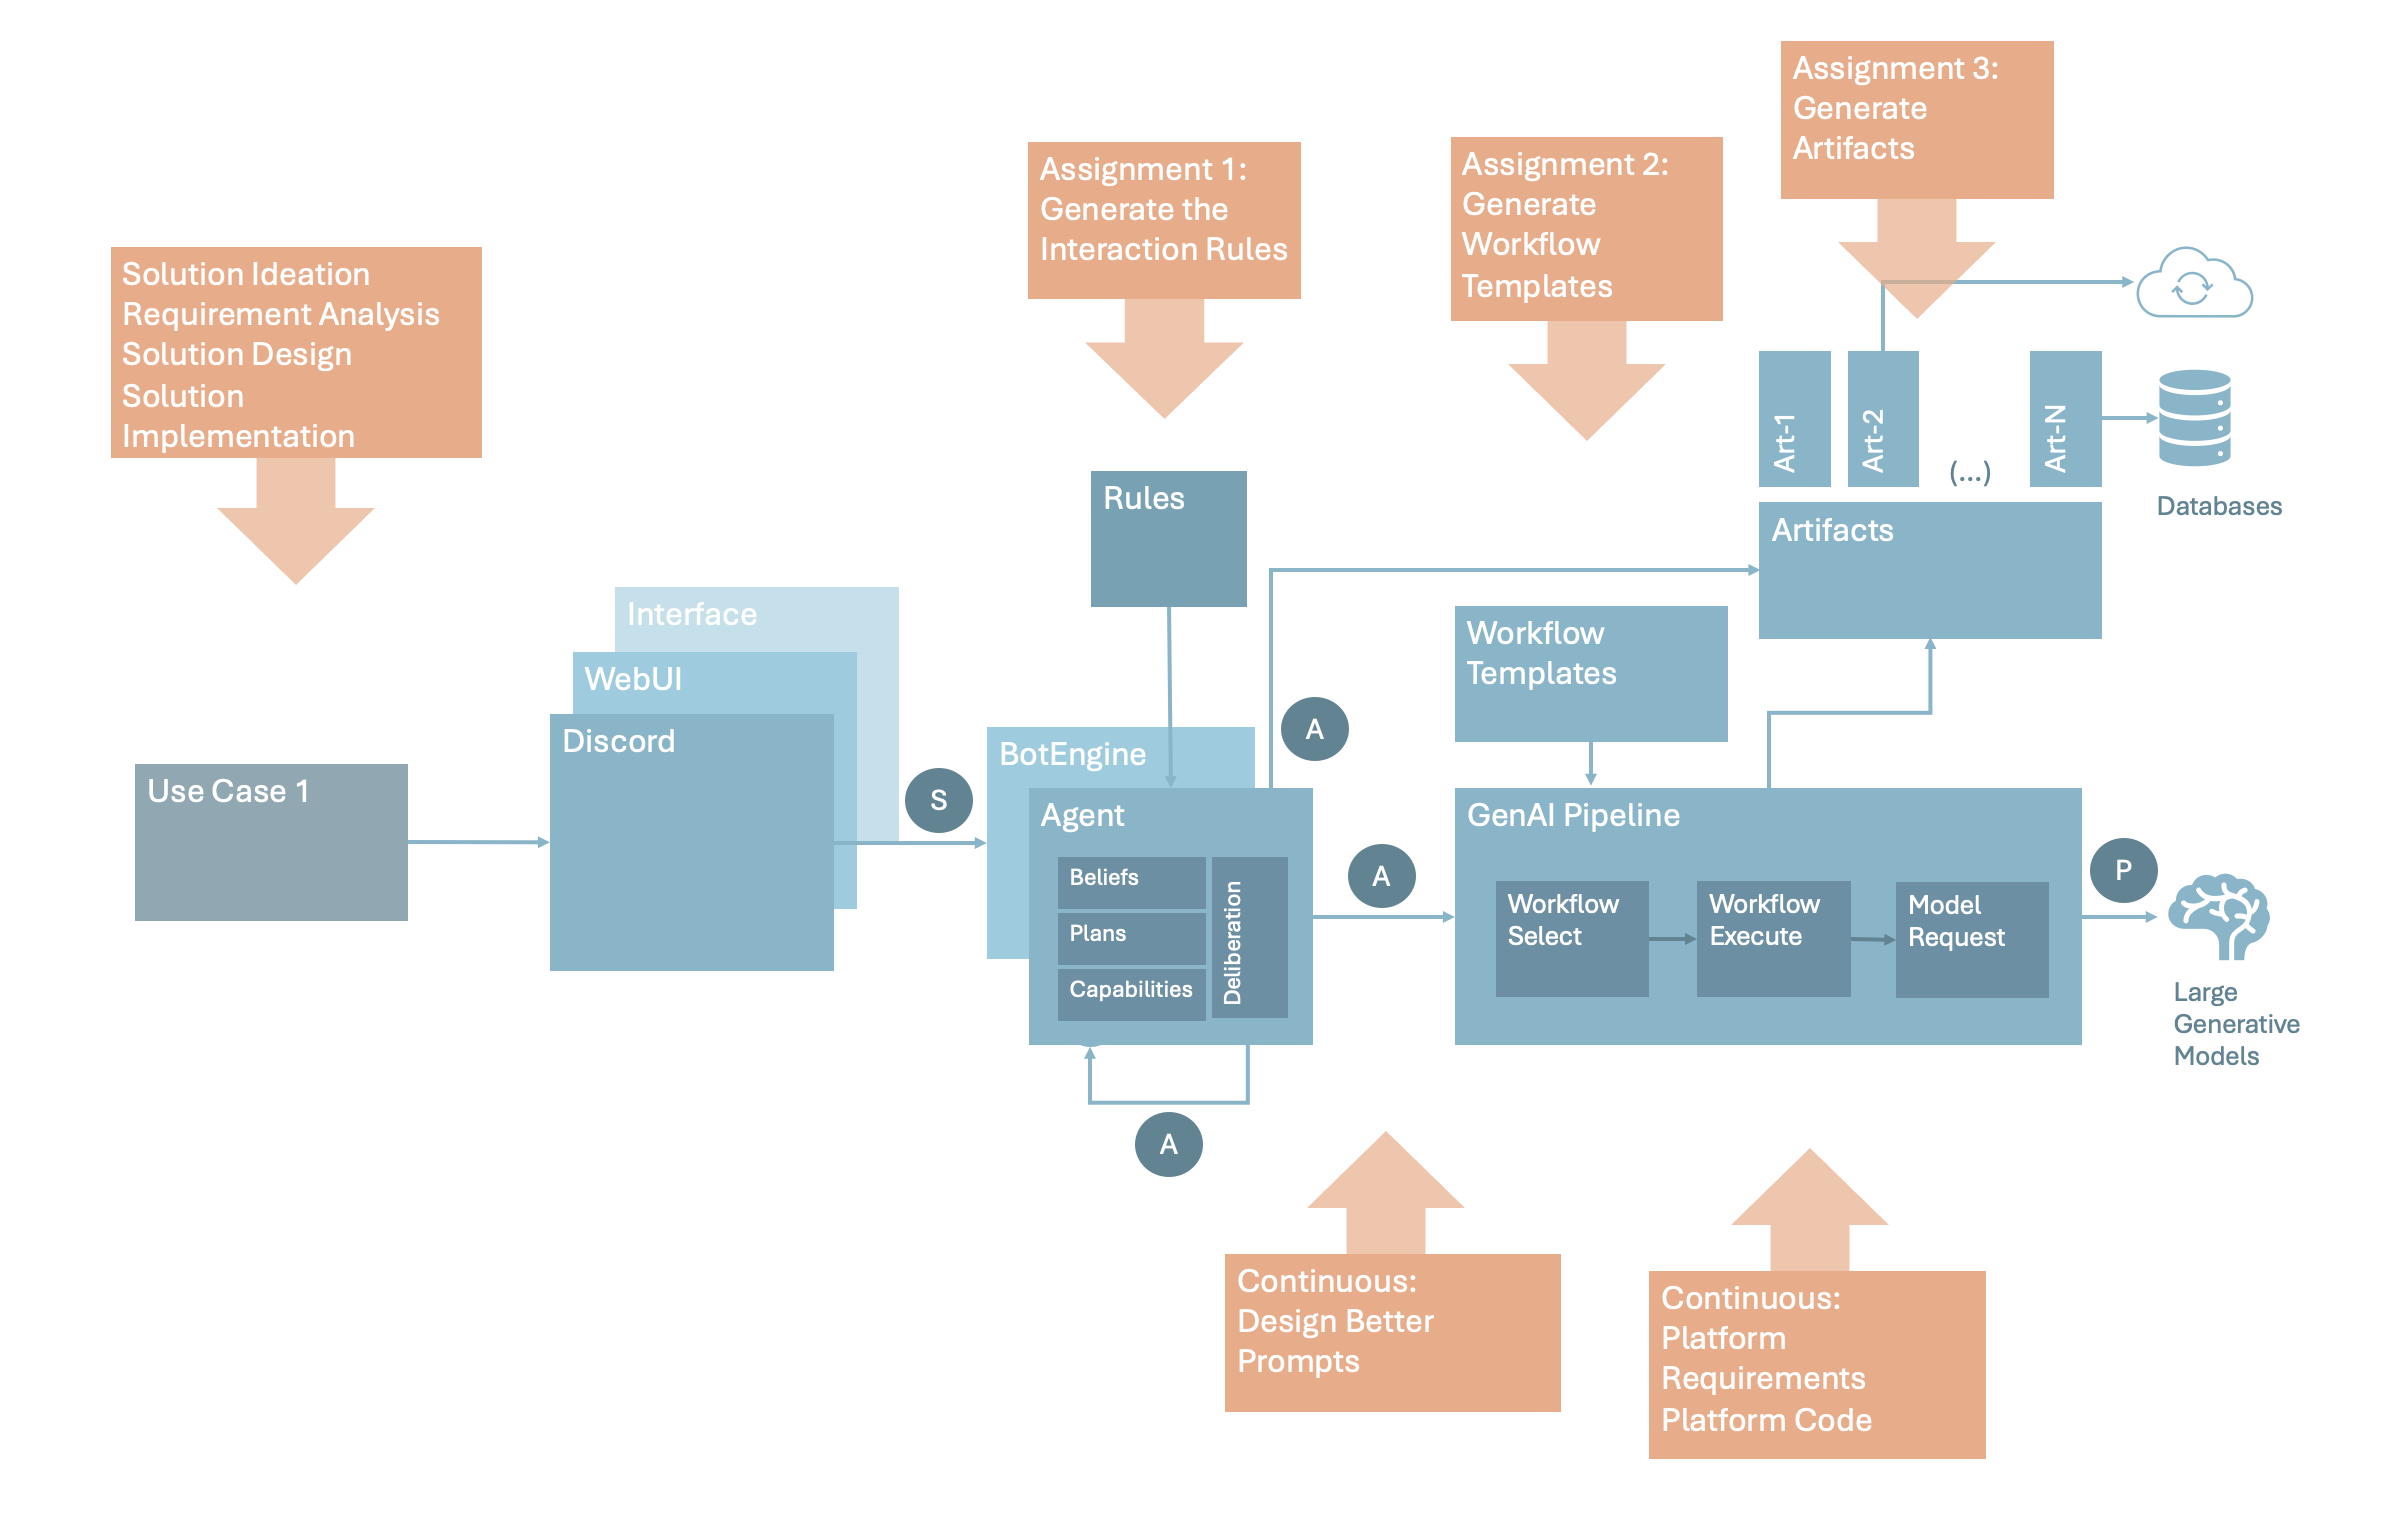 Assignment 3:
Generate
Artifacts
Assignment 1:
Generate the
Interaction Rules
Assignment 2:
Generate
Workflow
Templates
Solution Ideation
Requirement Analysis
Solution Design
Solution
Implementation
Art-1
Art-2
(...)
Art-N
Databases
Rules
Artifacts
Interface
WebUI
Discord
Workflow
Templates
A
Use Case 1
S
BotEngine
Agent
Beliefs
Plans
Capabilities
Deliberation
A
A
GenAI Pipeline
Workflow
Select
Workflow
Execute
Model
Request
P
Large
Generative
Models
Continuous:
Design Better
Prompts
Continuous:
Platform
Requirements
Platform Code